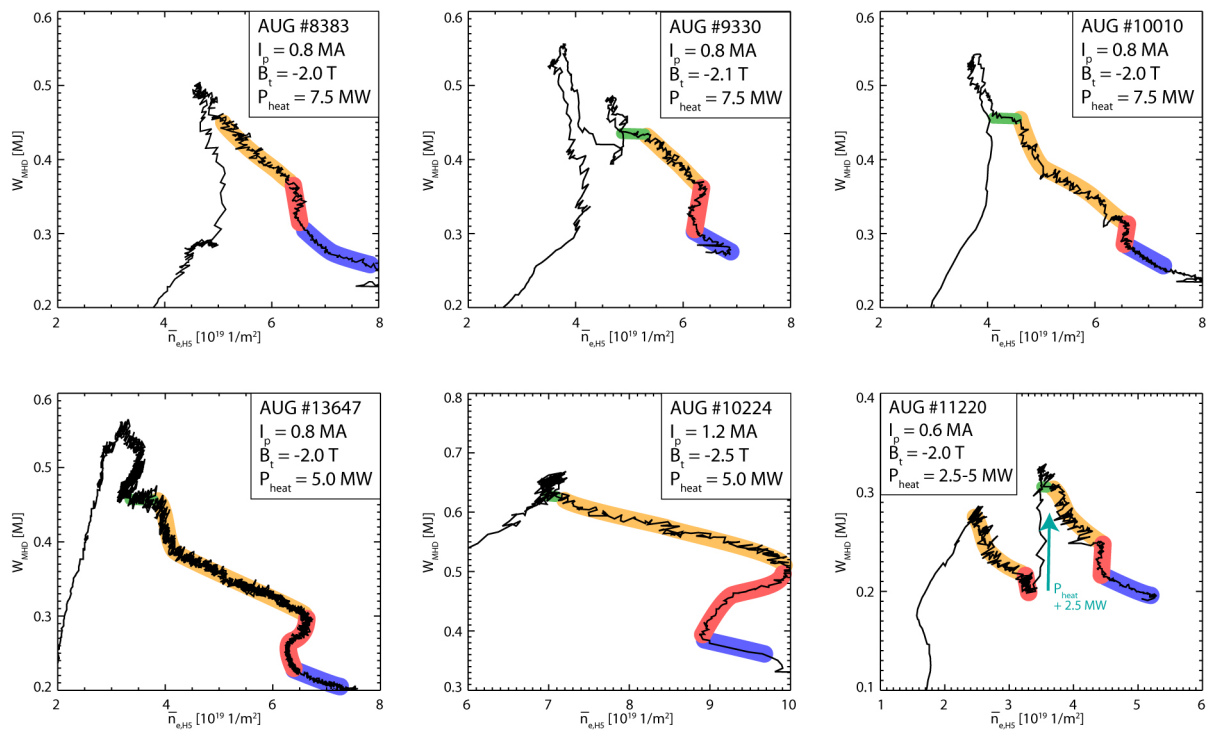 AUG #8383
I_p = 0.8 MA
B_t = -2.0 T
P_heat = 7.5 MW
W_MHD [MJ]
0.6
0.5
0.4
0.3
0.2
2 4 6 8
n̅_e,H5 [10^19 1/m^2]
AUG #9330
I_p = 0.8 MA
B_t = -2.1 T
P_heat = 7.5 MW
W_MHD [MJ]
0.6
0.5
0.4
0.3
0.2
2 4 6 8
n̅_e,H5 [10^19 1/m^2]
AUG #10010
I_p = 0.8 MA
B_t = -2.0 T
P_heat = 7.5 MW
W_MHD [MJ]
0.6
0.5
0.4
0.3
0.2
2 4 6 8
n̅_e,H5 [10^19 1/m^2]
AUG #13647
I_p = 0.8 MA
B_t = -2.0 T
P_heat = 5.0 MW
W_MHD [MJ]
0.6
0.5
0.4
0.3
0.2
2 4 6 8
n̅_e,H5 [10^19 1/m^2]
AUG #10224
I_p = 1.2 MA
B_t = -2.5 T
P_heat = 5.0 MW
W_MHD [MJ]
0.8
0.7
0.6
0.5
0.4
0.3
6 7 8 9 10
n̅_e,H5 [10^19 1/m^2]
AUG #11220
I_p = 0.6 MA
B_t = -2.0 T
P_heat = 2.5-5 MW
W_MHD [MJ]
0.4
0.3
0.2
0.1
P_heat
+ 2.5 MW
1 2 3 4 5 6
n̅_e,H5 [10^19 1/m^2]